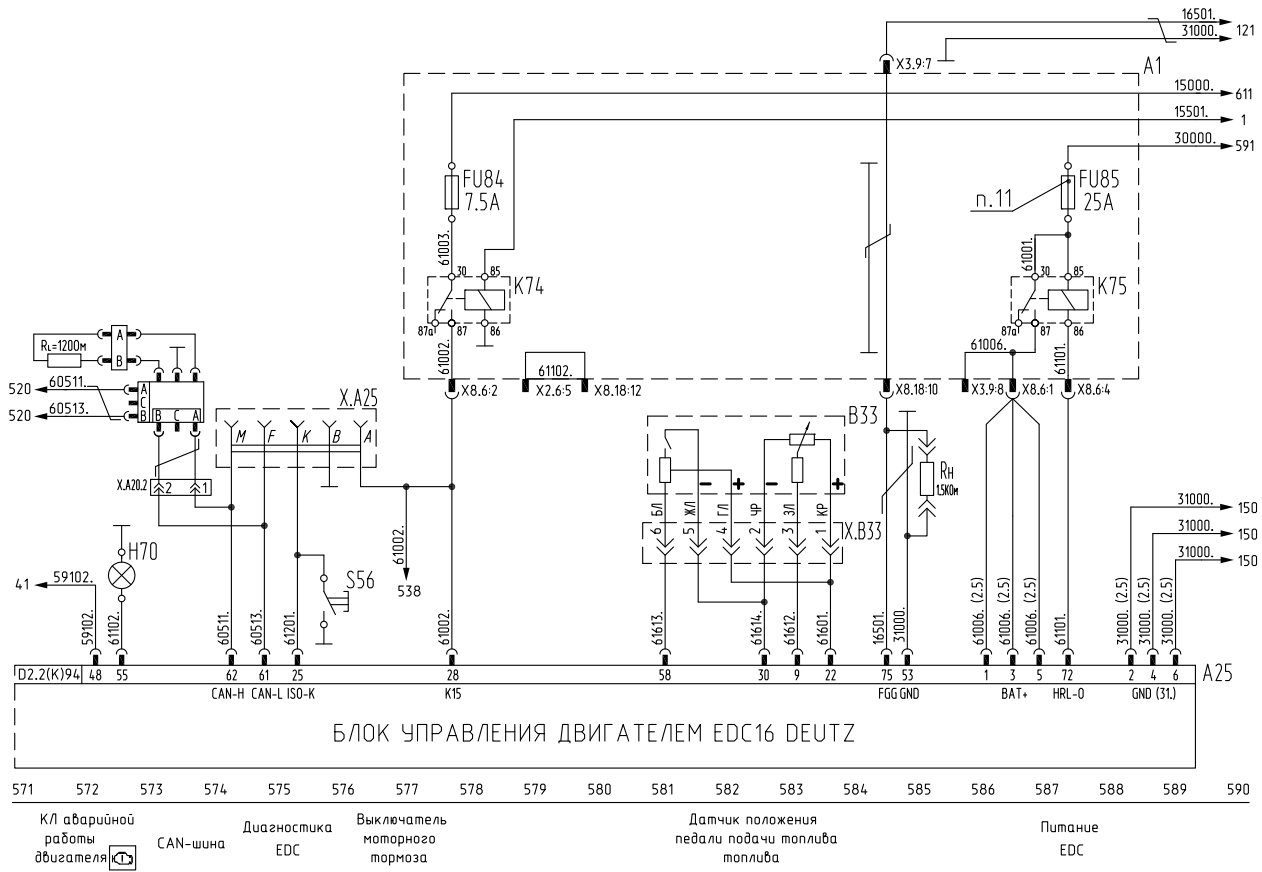 16501.
31000.
121
X3.9:7
A1
15000.
611
15501.
1
30000.
591
FU84
7.5A
FU85
25A
п.11
61003.
61001.
30
85
K74
87а
87
86
30
85
K75
87а
87
86
61002.
61102.
61006.
61101.
X8.6:2
X2.6:5
X8.18:12
X8.18:10
X3.9:8
X8.6:1
X8.6:4
RL=120Ом
A
B
520
60511.
520
60513.
A
C
B
B
C
A
X.A25
M
F
K
B
A
X.A20.2
2
1
B33
− + − +
БЛ
ЖЛ
ГЛ
ЧР
ЗЛ
КР
6
5
4
2
3
1
X.B33
Rн
1.5КОм
H70
41
59102.
S56
61002.
538
31000.
150
31000.
150
31000.
150
59102.
61102.
60511.
60513.
61201.
61002.
61613.
61614.
61612.
61601.
16501.
31000.
61006. (2.5)
61006. (2.5)
61006. (2.5)
61101.
31000. (2.5)
31000. (2.5)
31000. (2.5)
D2.2(K)94
48
55
62
61
25
28
58
30
9
22
75
53
1
3
5
72
2
4
6
A25
CAN-H
CAN-L
ISO-K
K15
FGG
GND
BAT+
HRL-O
GND (31.)
БЛОК УПРАВЛЕНИЯ ДВИГАТЕЛЕМ EDC16 DEUTZ
571 572 573 574 575 576 577 578 579 580 581 582 583 584 585 586 587 588 589 590
КЛ аварийной
работы
двигателя
CAN-шина
Диагностика
EDC
Выключатель
моторного
тормоза
Датчик положения
педали подачи топлива
топлива
Питание
EDC